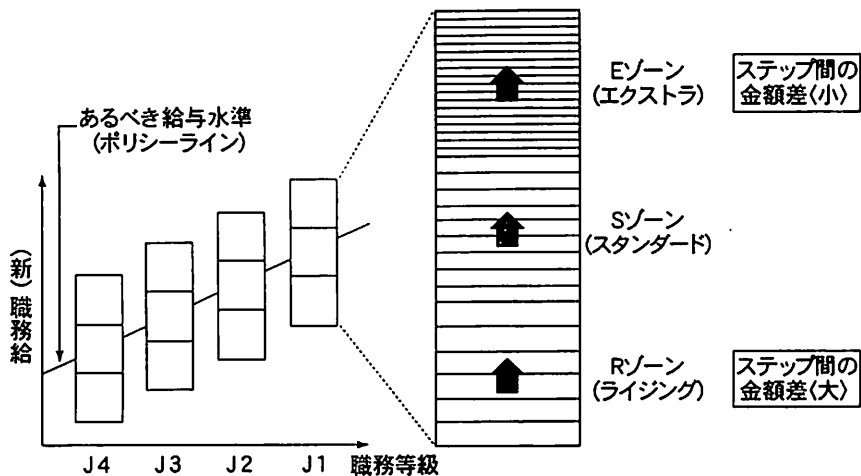 あるべき給与水準
(ポリシーライン)
(新)職務給
J4
J3
J2
J1
職務等級
Eゾーン
(エクストラ)
ステップ間の
金額差〈小〉
Sゾーン
(スタンダード)
Rゾーン
(ライジング)
ステップ間の
金額差〈大〉